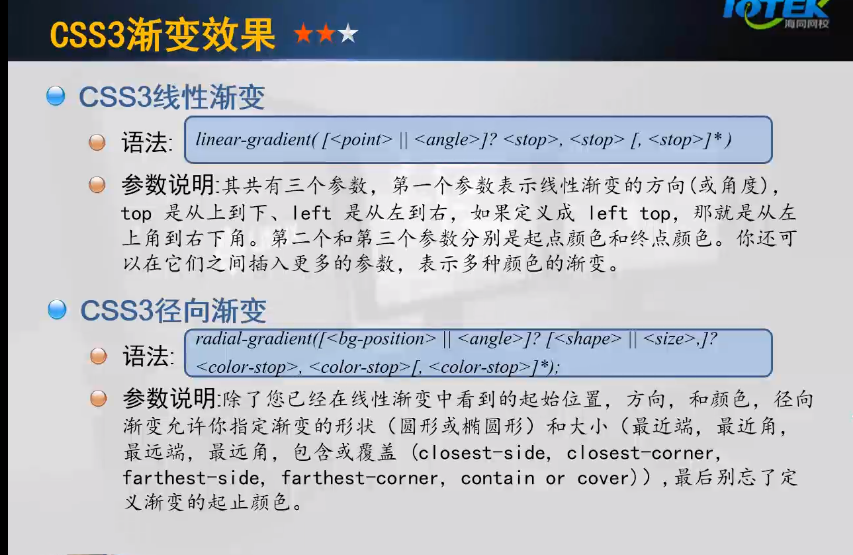 CSS3渐变效果 ★★★
IOTEK
海同网校
CSS3线性渐变
语法: linear-gradient( [<point> || <angle>]? <stop>, <stop> [, <stop>]* )
参数说明:其共有三个参数，第一个参数表示线性渐变的方向(或角度)，
top 是从上到下、left 是从左到右，如果定义成 left top，那就是从左
上角到右下角。第二个和第三个参数分别是起点颜色和终点颜色。你还可
以在它们之间插入更多的参数，表示多种颜色的渐变。
CSS3径向渐变
radial-gradient([<bg-position> || <angle>,]? [<shape> || <size>,]?
语法: <color-stop>, <color-stop>[, <color-stop>]*);
参数说明:除了您已经在线性渐变中看到的起始位置，方向，和颜色，径向
渐变允许你指定渐变的形状（圆形或椭圆形）和大小（最近端，最近角，
最远端，最远角，包含或覆盖 (closest-side, closest-corner,
farthest-side, farthest-corner, contain or cover)）,最后别忘了定
义渐变的起止颜色。